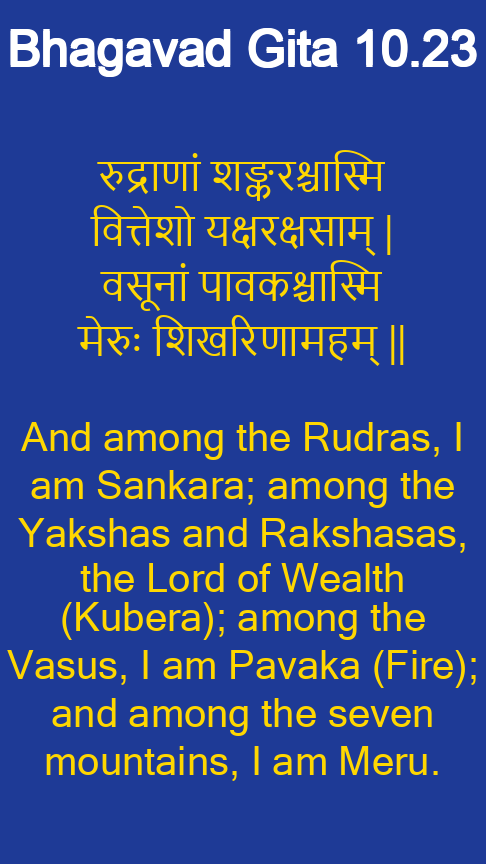 Bhagavad Gita 10.23
रुद्राणां शङ्करश्चास्मि
वित्तेशो यक्षरक्षसाम् |
वसूनां पावकश्चास्मि
मेरुः शिखरिणामहम् ||
And among the Rudras, I
am Sankara; among the
Yakshas and Rakshasas,
the Lord of Wealth
(Kubera); among the
Vasus, I am Pavaka (Fire);
and among the seven
mountains, I am Meru.